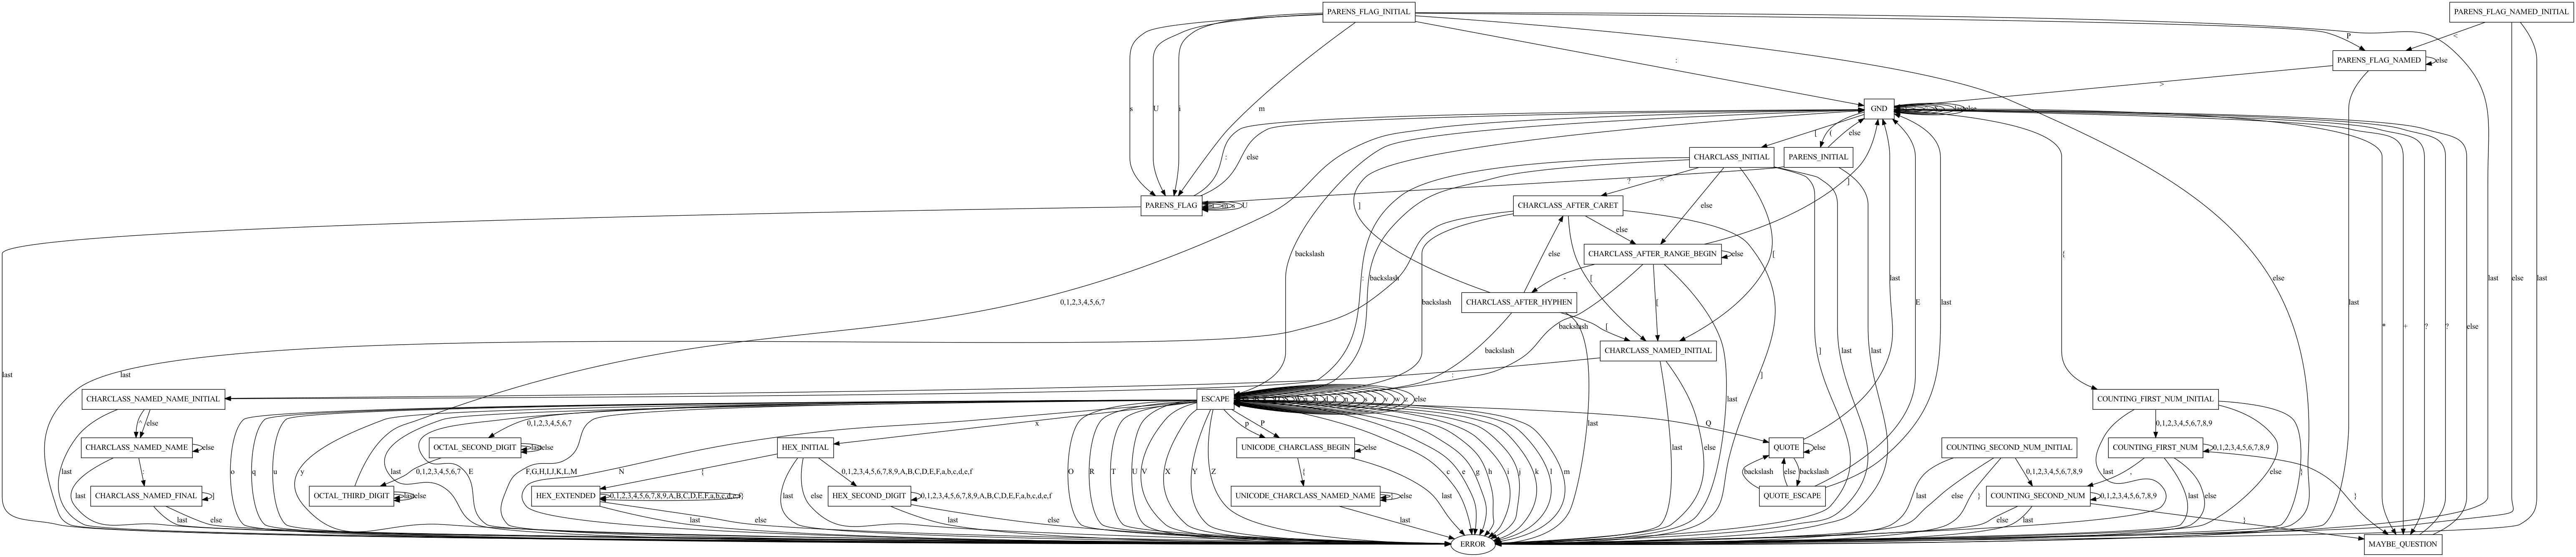 PARENS_FLAG_INITIAL
PARENS_FLAG_NAMED_INITIAL
P
<
PARENS_FLAG_NAMED
else
:
s
U
i
m
>
GND
[
(
else
CHARCLASS_INITIAL
PARENS_INITIAL
:
else
?
^
]
PARENS_FLAG
U
CHARCLASS_AFTER_CARET
]
else
else
CHARCLASS_AFTER_RANGE_BEGIN
else
backslash
:
backslash
else
[
[
[
{
-
last
E
last
else
last
else
last
0,1,2,3,4,5,6,7
backslash
CHARCLASS_AFTER_HYPHEN
last
backslash
[
*
+
?
?
else
backslash
CHARCLASS_NAMED_INITIAL
]
last
last
last
last
:
]
CHARCLASS_NAMED_NAME_INITIAL
ESCAPE
else
last
COUNTING_FIRST_NUM_INITIAL
^
else
0,1,2,3,4,5,6,7
x
p
P
Q
last
0,1,2,3,4,5,6,7,8,9
CHARCLASS_NAMED_NAME
else
OCTAL_SECOND_DIGIT
last
else
HEX_INITIAL
UNICODE_CHARCLASS_BEGIN
else
QUOTE
else
last
else
COUNTING_SECOND_NUM_INITIAL
COUNTING_FIRST_NUM
0,1,2,3,4,5,6,7,8,9
last
else
}
last
:
o
q
u
y
last
0,1,2,3,4,5,6,7
E
F,G,H,I,J,K,L,M
N
{
0,1,2,3,4,5,6,7,8,9,A,B,C,D,E,F,a,b,c,d,e,f
O
R
T
U
V
X
Y
Z
{
c
e
g
h
i
j
k
l
m
backslash
else
backslash
0,1,2,3,4,5,6,7,8,9
last
CHARCLASS_NAMED_FINAL
]
OCTAL_THIRD_DIGIT
last
else
HEX_EXTENDED
0,1,2,3,4,5,6,7,8,9,A,B,C,D,E,F,a,b,c,d,e,f
last
else
HEX_SECOND_DIGIT
0,1,2,3,4,5,6,7,8,9,A,B,C,D,E,F,a,b,c,d,e,f
UNICODE_CHARCLASS_NAMED_NAME
else
last
QUOTE_ESCAPE
last
else
}
COUNTING_SECOND_NUM
0,1,2,3,4,5,6,7,8,9
last
else
}
last
else
last
else
last
else
last
else
last
}
ERROR
MAYBE_QUESTION